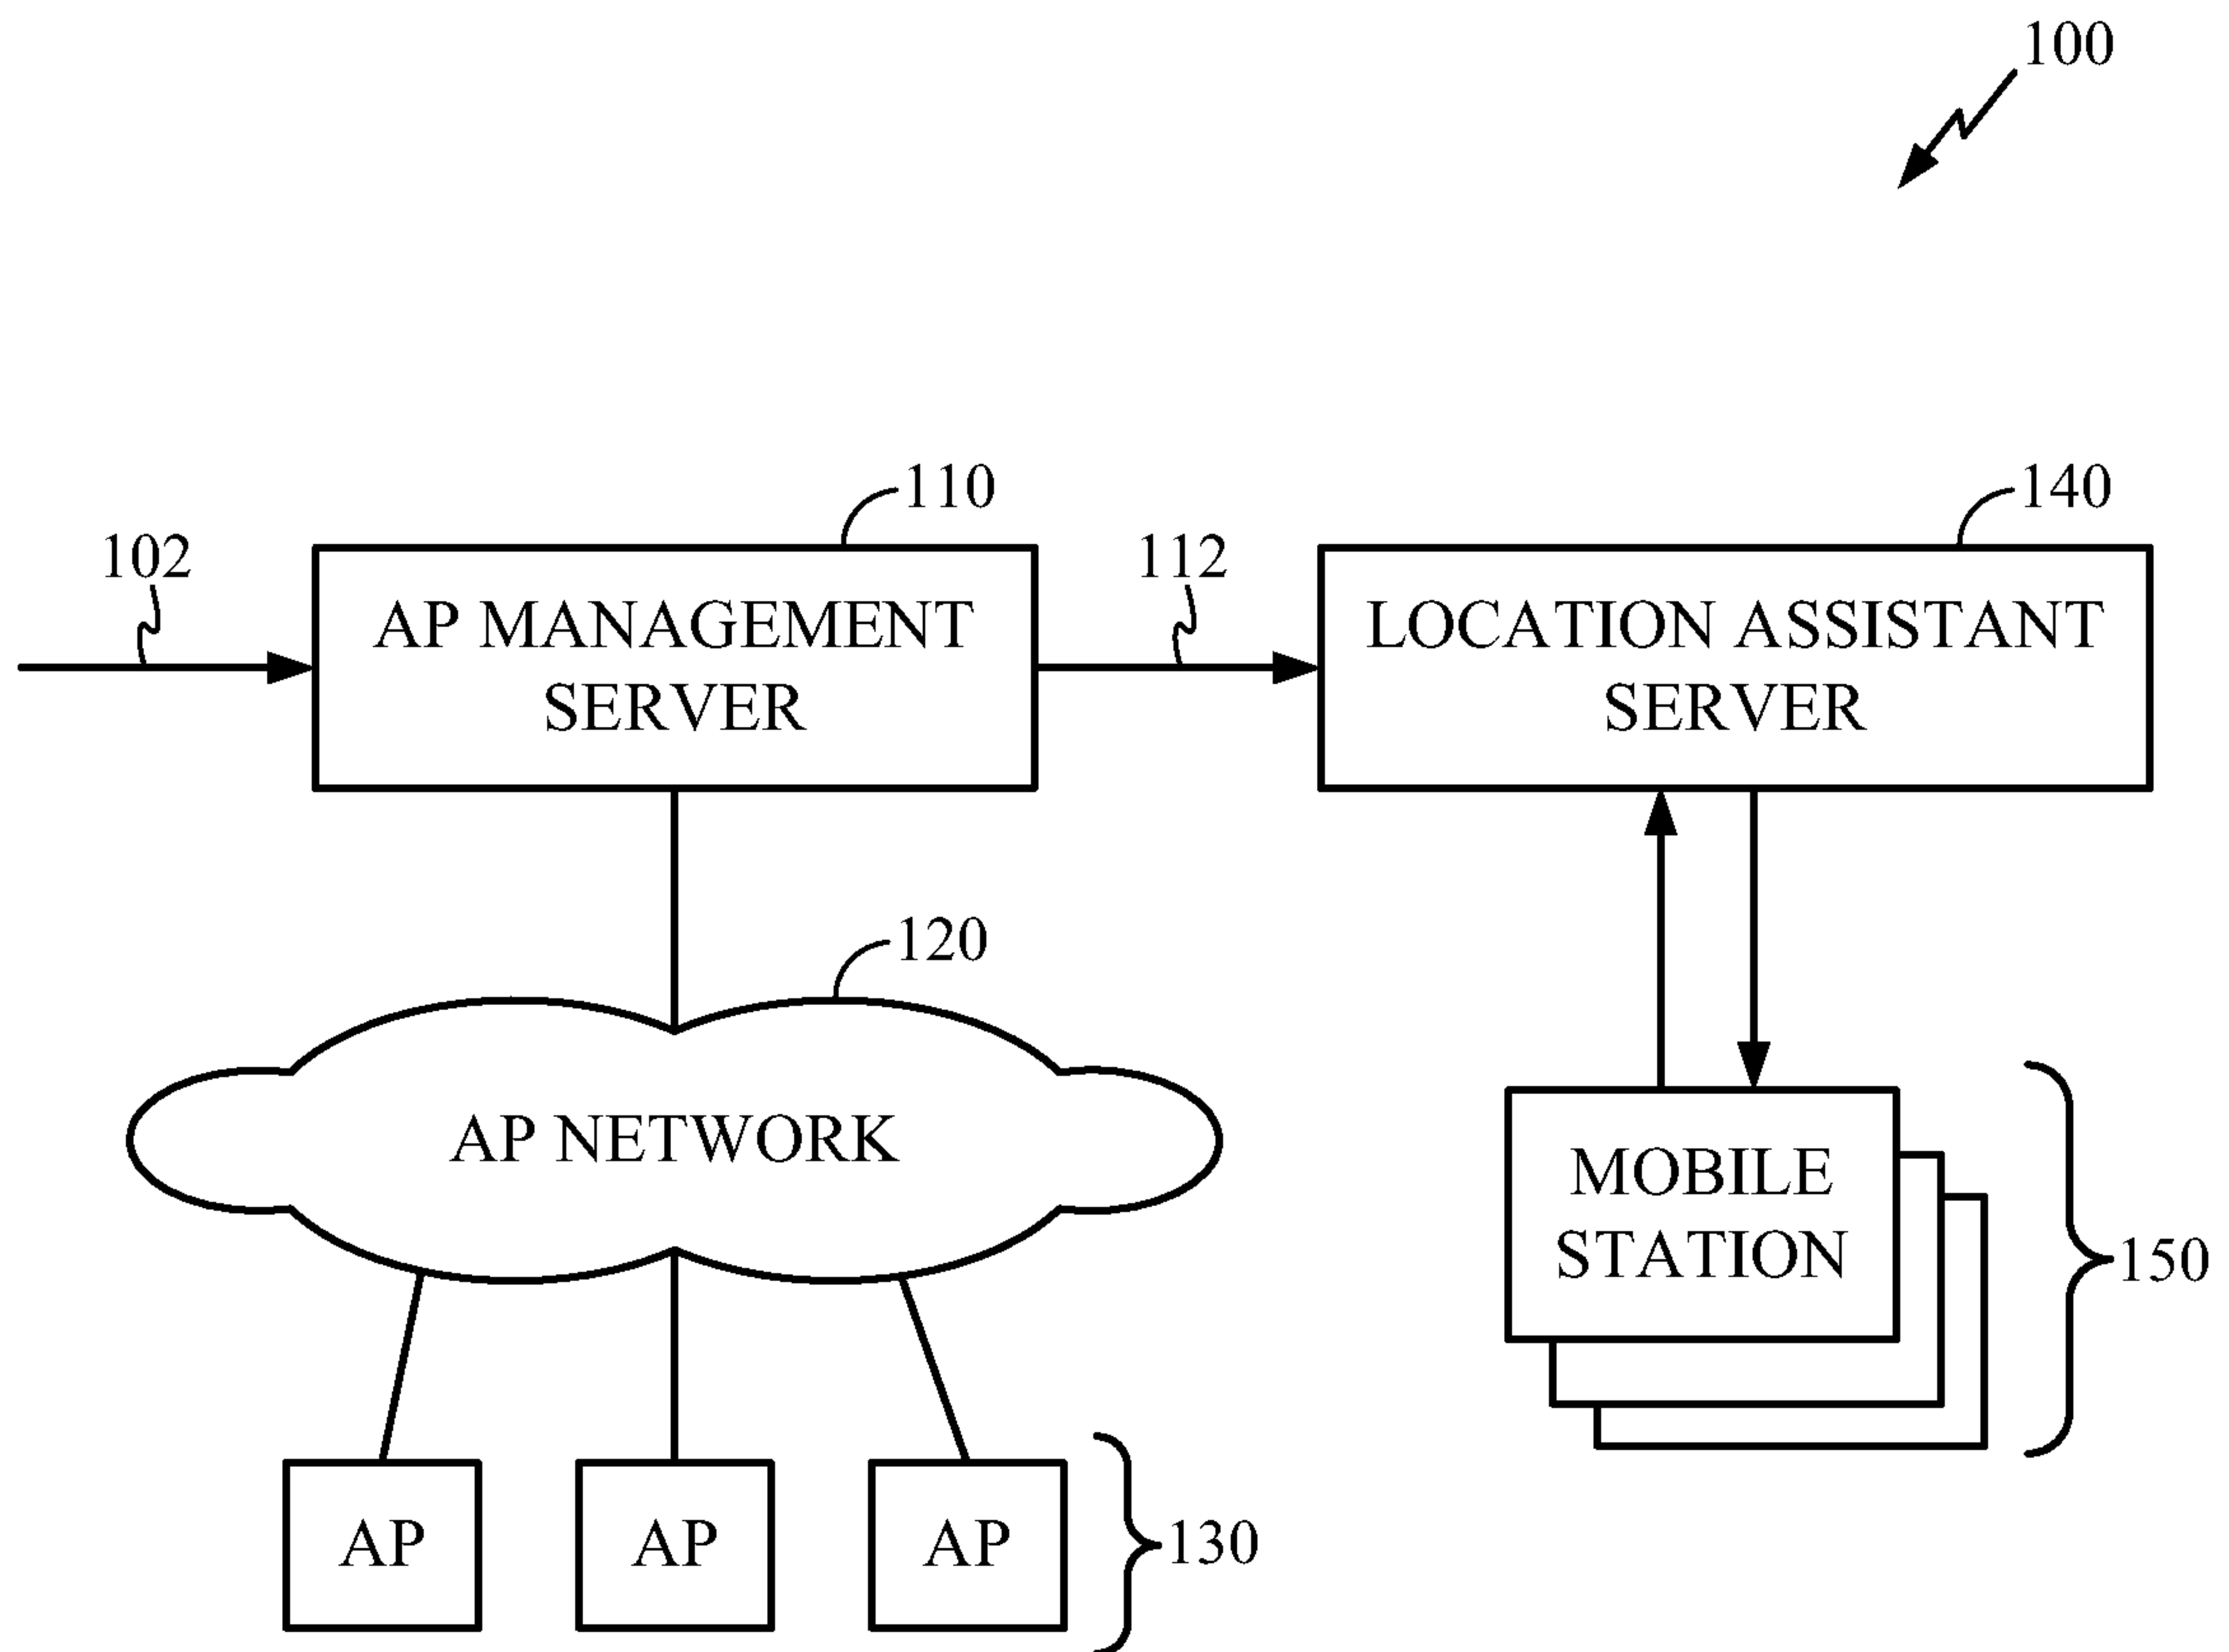 100
110
140
102
112
AP MANAGEMENT
SERVER
LOCATION ASSISTANT
SERVER
120
AP NETWORK
MOBILE
STATION
150
AP
AP
AP
130